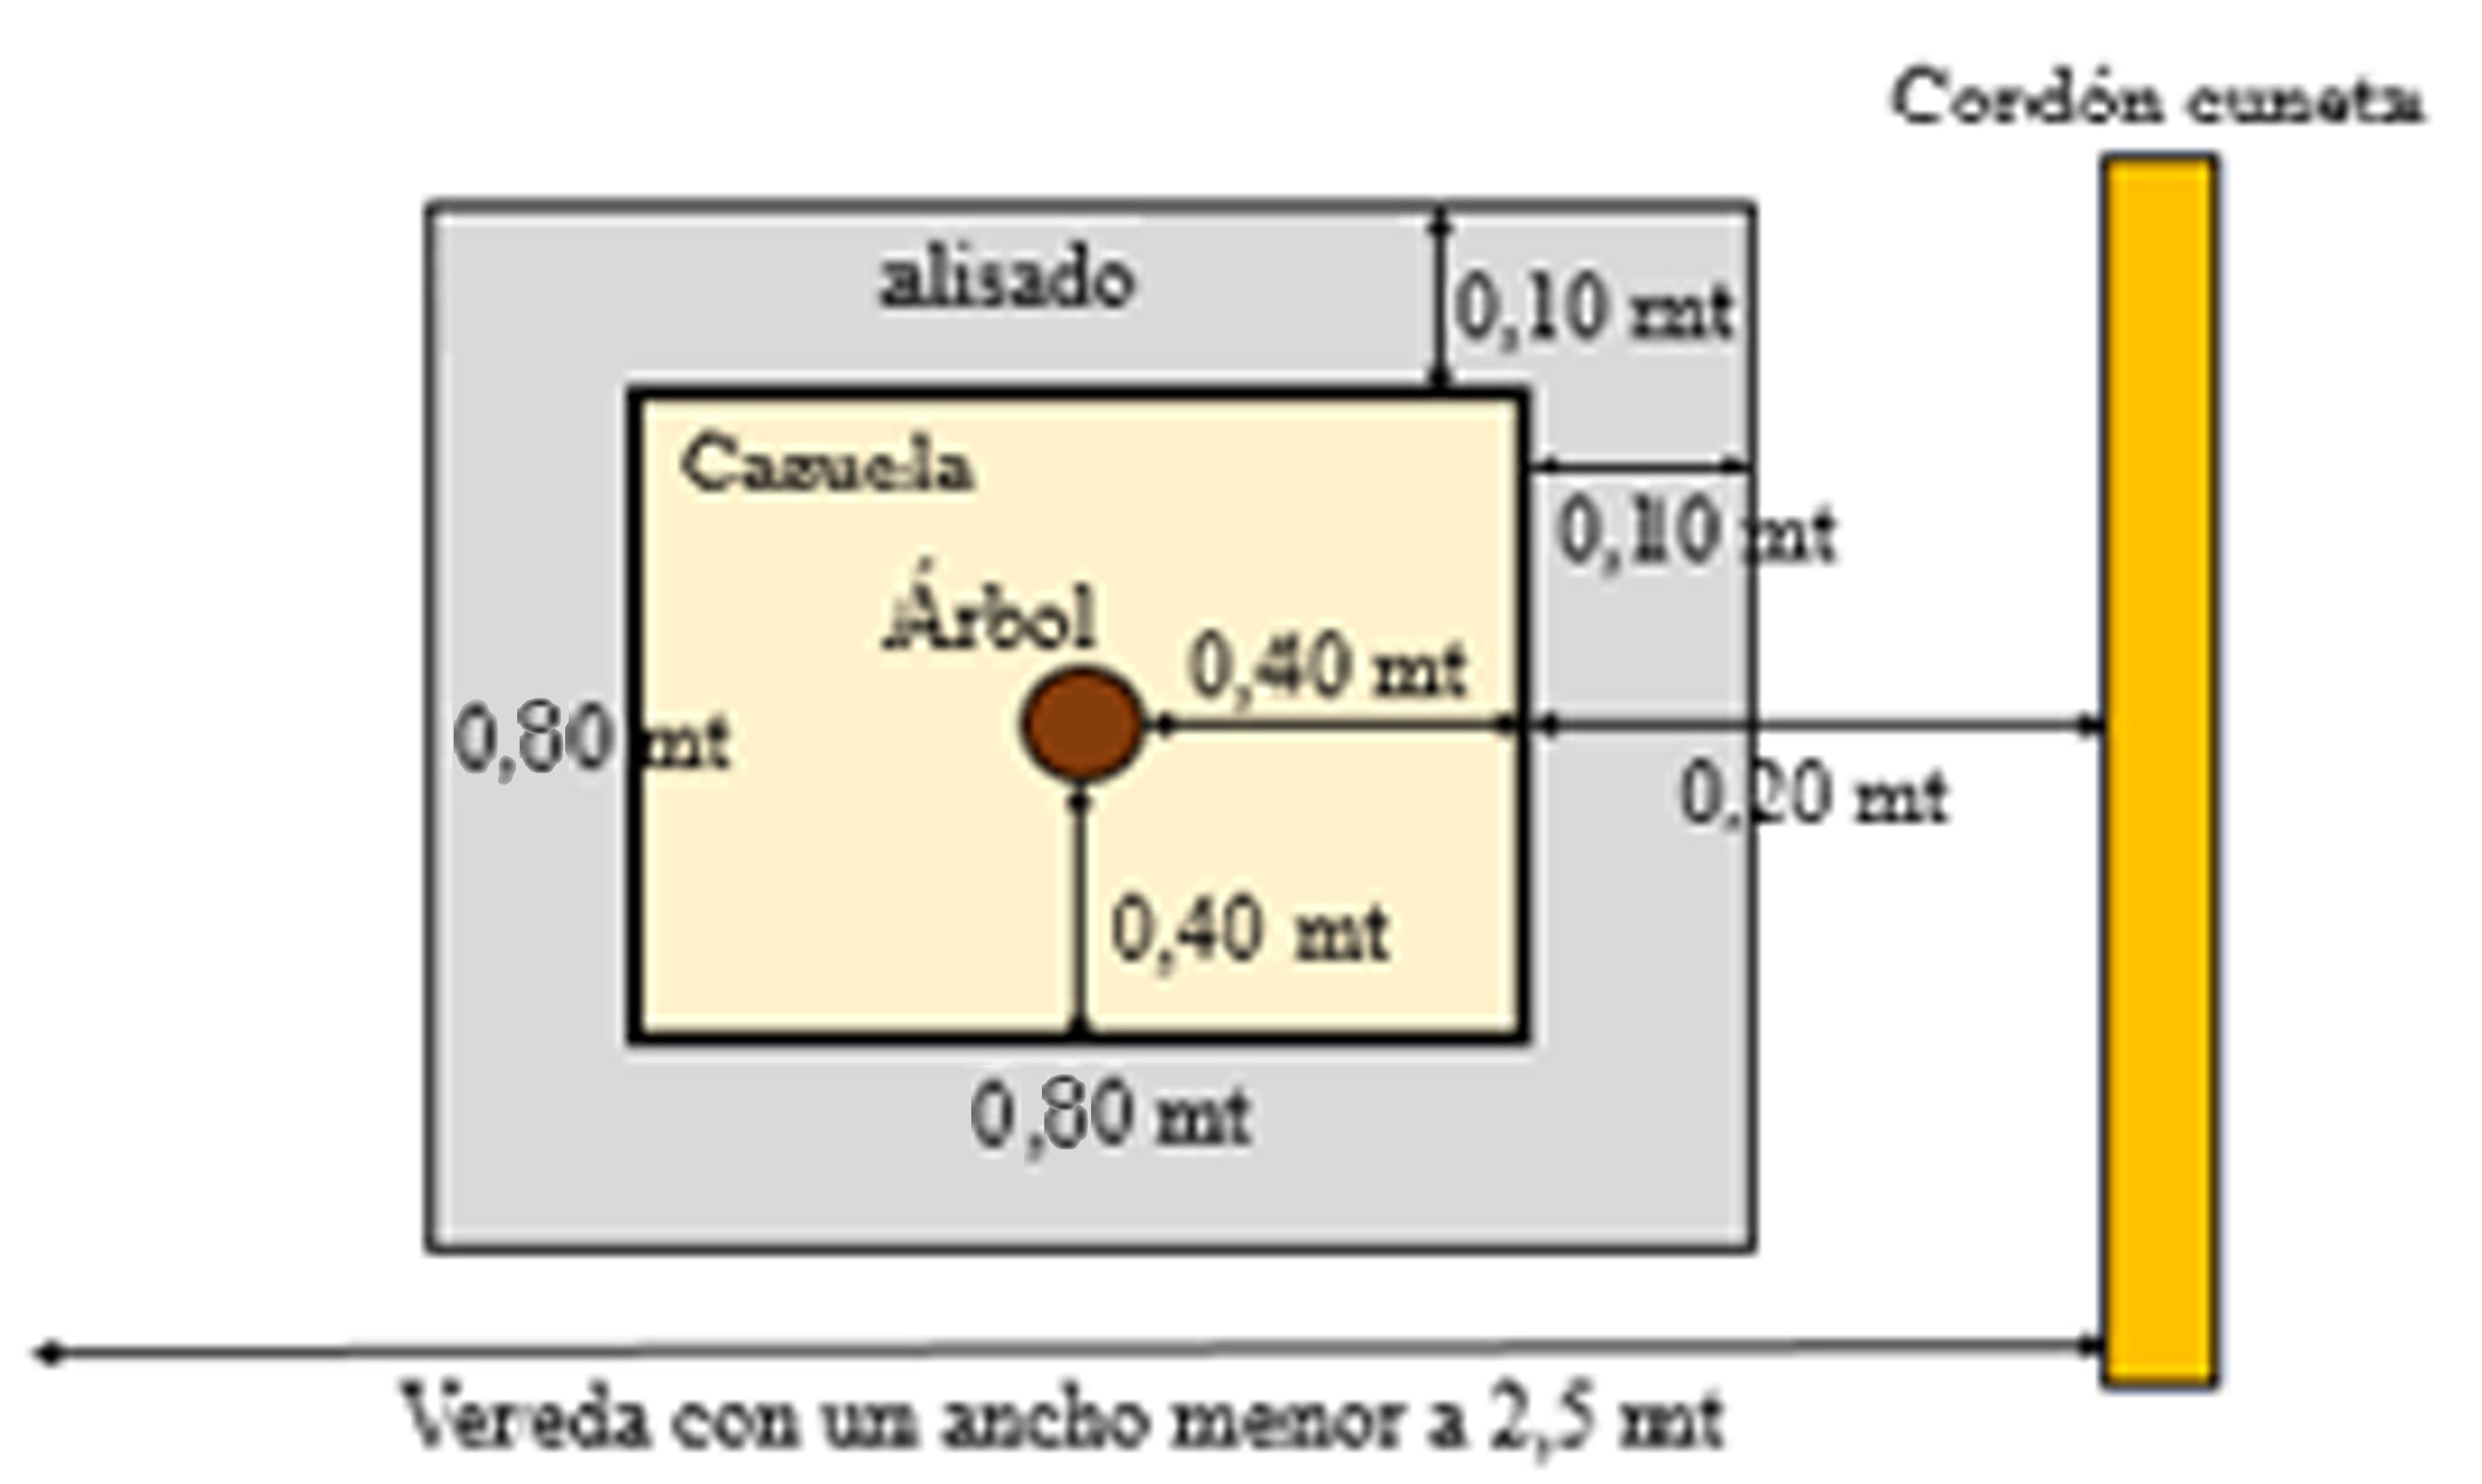 Cordón cuneta
alisado
0,10 mt
Cazuela
0,10 mt
Árbol
0,40 mt
0,80 mt
0,20 mt
0,40 mt
0,80 mt
Vereda con un ancho menor a 2,5 mt